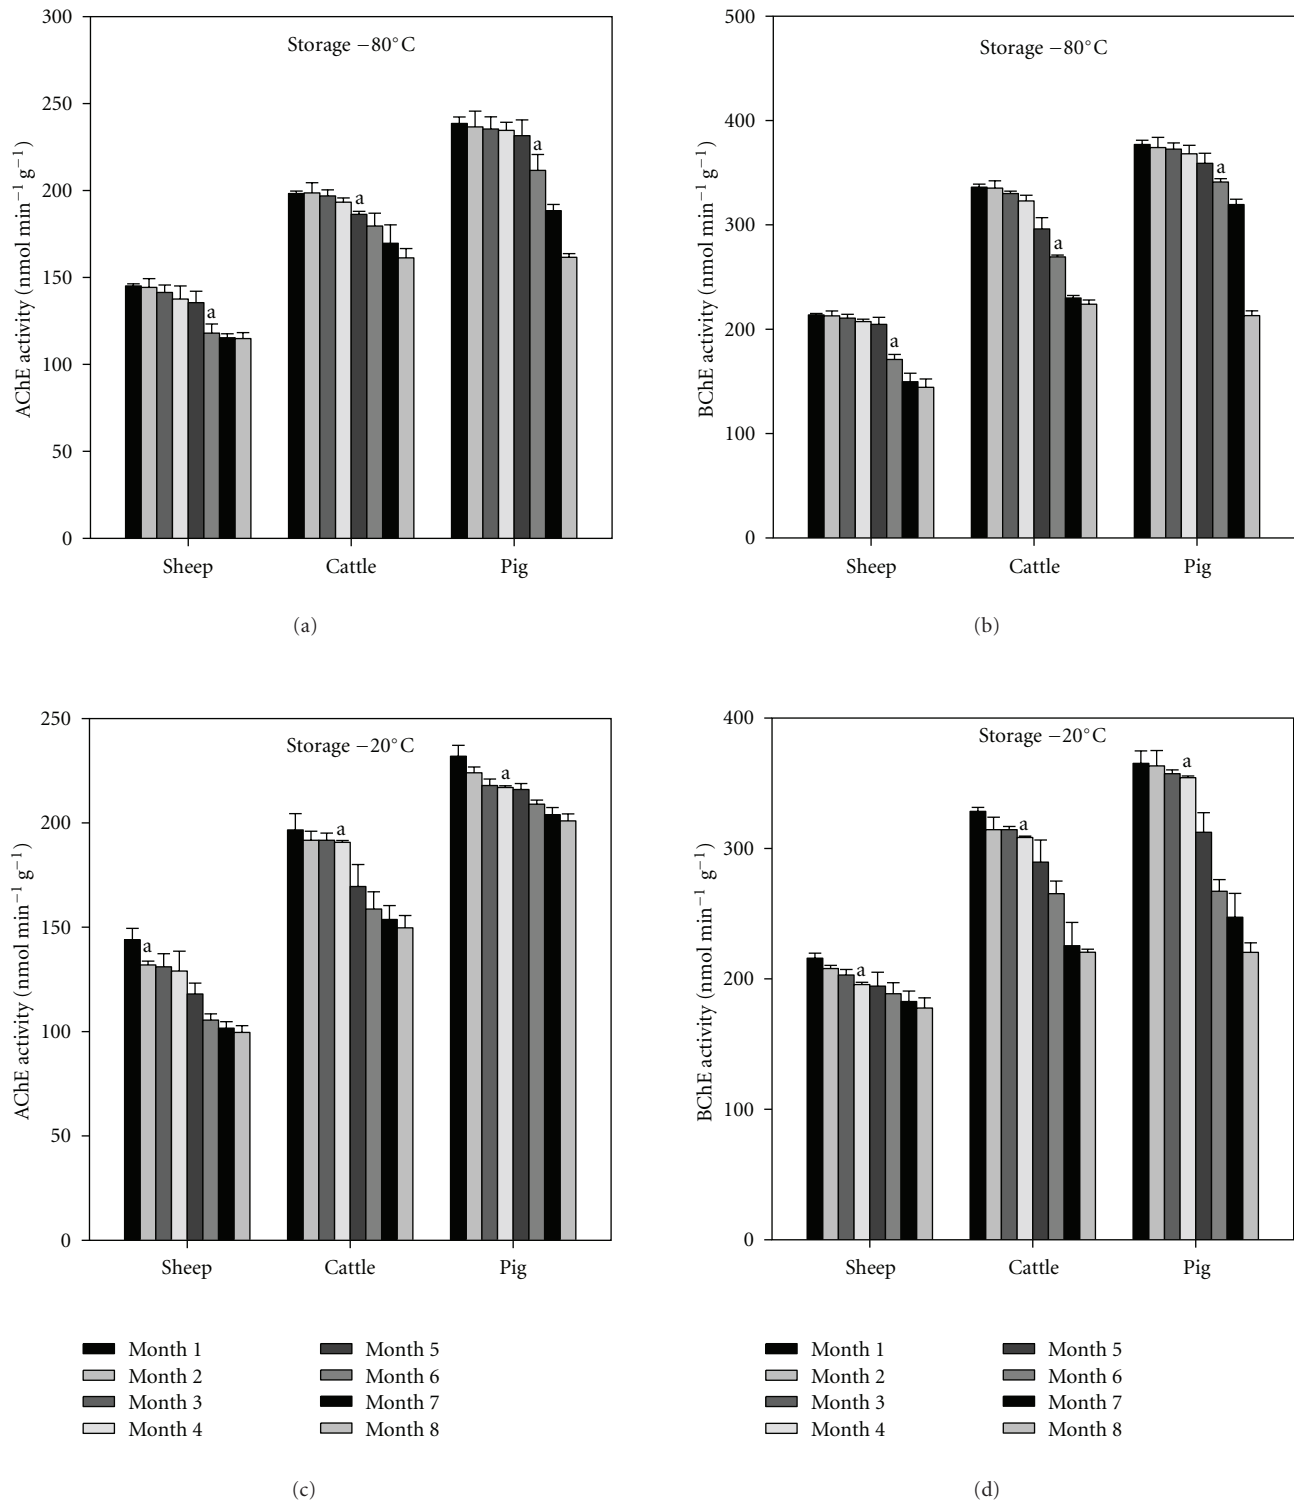 Storage −80°C
AChE activity (nmol min−1 g−1)
300
250
200
150
100
50
0
a
a
a
Sheep
Cattle
Pig
(a)
Storage −80°C
BChE activity (nmol min−1 g−1)
500
400
300
200
100
0
a
a
a
Sheep
Cattle
Pig
(b)
Storage −20°C
AChE activity (nmol min−1 g−1)
250
200
150
100
50
0
a
a
a
Sheep
Cattle
Pig
Month 1
Month 2
Month 3
Month 4
Month 5
Month 6
Month 7
Month 8
(c)
Storage −20°C
BChE activity (nmol min−1 g−1)
400
300
200
100
0
a
a
a
Sheep
Cattle
Pig
Month 1
Month 2
Month 3
Month 4
Month 5
Month 6
Month 7
Month 8
(d)